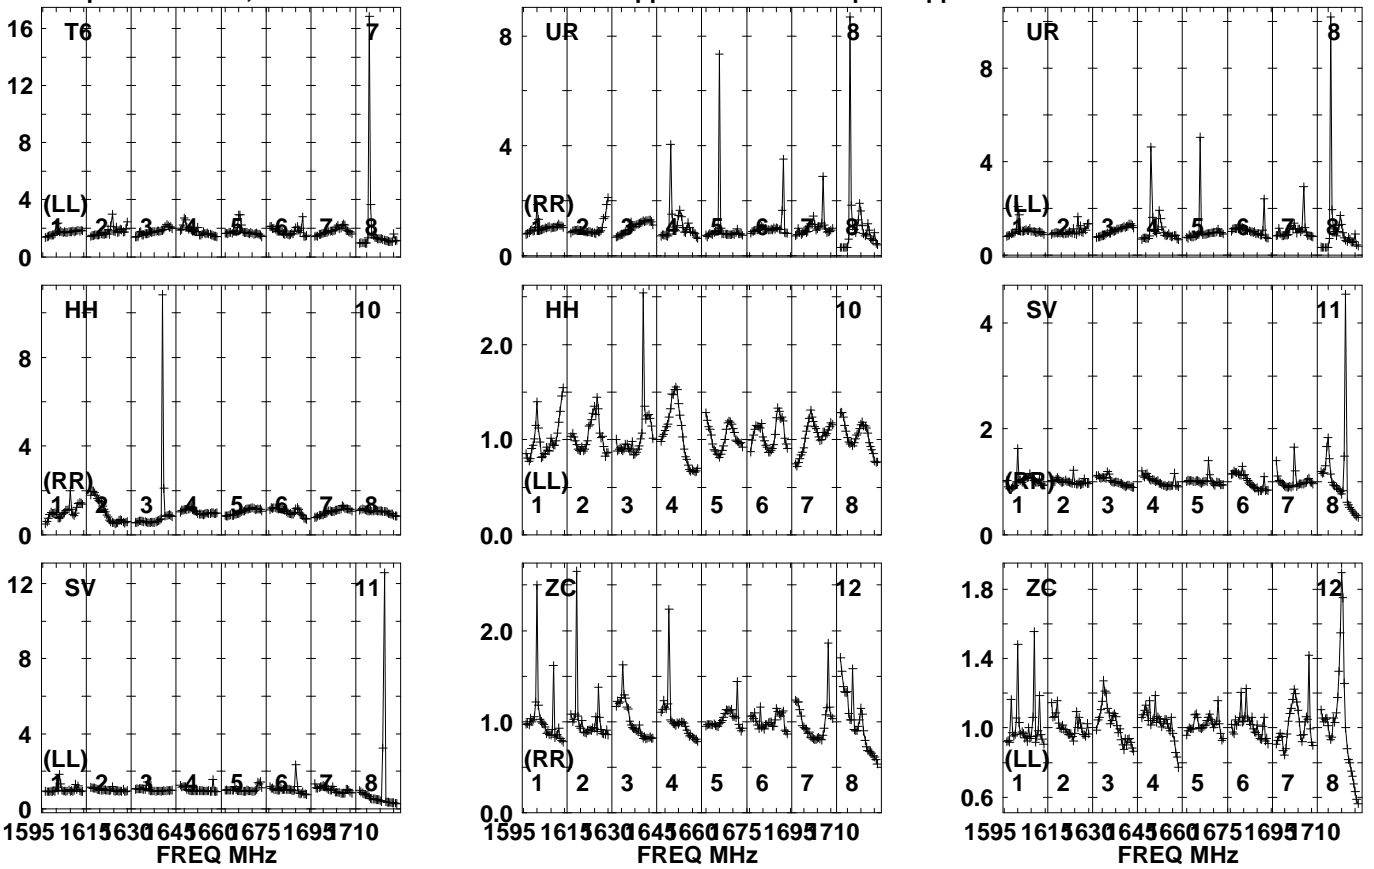 T6 7
16
12
8
4
0
(LL)
1 2 3 4 5 6 7 8
UR 8
8
4
0
(RR)
1 2 3 4 5 6 7 8
UR 8
8
4
0
(LL)
1 2 3 4 5 6 7 8
HH 10
8
4
0
(RR)
1 2 3 4 5 6 7 8
HH 10
2.0
1.0
0.0
(LL)
1 2 3 4 5 6 7 8
SV 11
4
2
0
(RR)
1 2 3 4 5 6 7 8
SV 11
12
8
4
0
(LL)
1 2 3 4 5 6 7 8
1595 1615 1630 1645 1660 1675 1695 1710
FREQ MHz
ZC 12
2.0
1.0
0.0
(RR)
1 2 3 4 5 6 7 8
1595 1615 1630 1645 1660 1675 1695 1710
FREQ MHz
ZC 12
1.8
1.4
1.0
0.6
(LL)
1 2 3 4 5 6 7 8
1595 1615 1630 1645 1660 1675 1695 1710
FREQ MHz